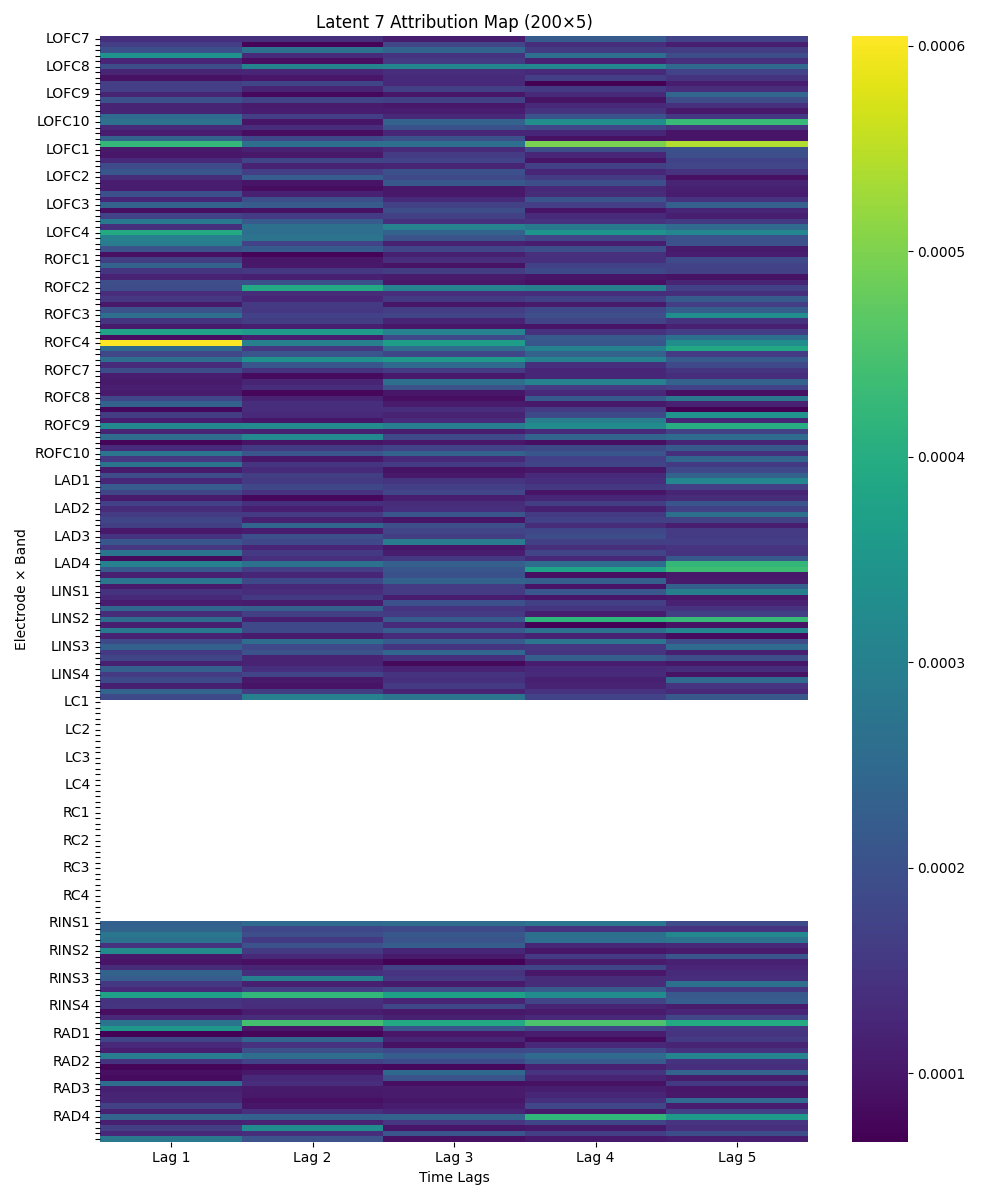 Latent 7 Attribution Map (200×5)
LOFC7
LOFC8
LOFC9
LOFC10
LOFC1
LOFC2
LOFC3
LOFC4
ROFC1
ROFC2
ROFC3
ROFC4
ROFC7
ROFC8
ROFC9
ROFC10
LAD1
LAD2
LAD3
LAD4
LINS1
LINS2
LINS3
LINS4
LC1
LC2
LC3
LC4
RC1
RC2
RC3
RC4
RINS1
RINS2
RINS3
RINS4
RAD1
RAD2
RAD3
RAD4
Electrode × Band
Lag 1 Lag 2 Lag 3 Lag 4 Lag 5
Time Lags
0.0006
0.0005
0.0004
0.0003
0.0002
0.0001